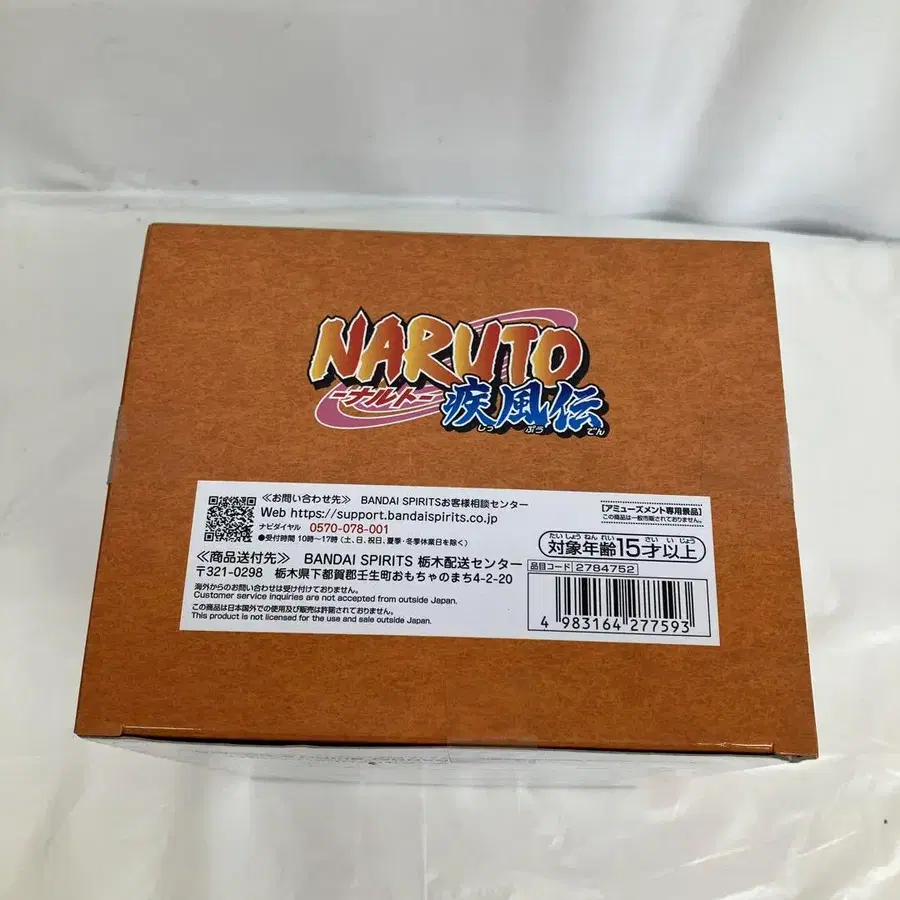 NARUTO
-ナルト-
疾風伝
しっ ぷう でん
≪お問い合わせ先≫ BANDAI SPIRITSお客様相談センター
Web https://support.bandaispirits.co.jp
ナビダイヤル 0570-078-001
●受付時間 10時〜17時(土、日、祝日、夏季・冬季休業日を除く)
≪商品送付先≫ BANDAI SPIRITS 栃木配送センター
〒321-0298 栃木県下都賀郡壬生町おもちゃのまち4-2-20
海外からのお問い合わせは受け付けておりません。
Customer service inquiries are not accepted from outside Japan.
この商品は日本国外での使用及び販売は許諾されておりません。
This product is not licensed for the use and sale outside Japan.
[アミューズメント専用景品]
この商品は一般市販されておりません。
たい しょう ねん れい さい い じょう
対象年齢15才以上
品目コード 2784752
4 983164 277593